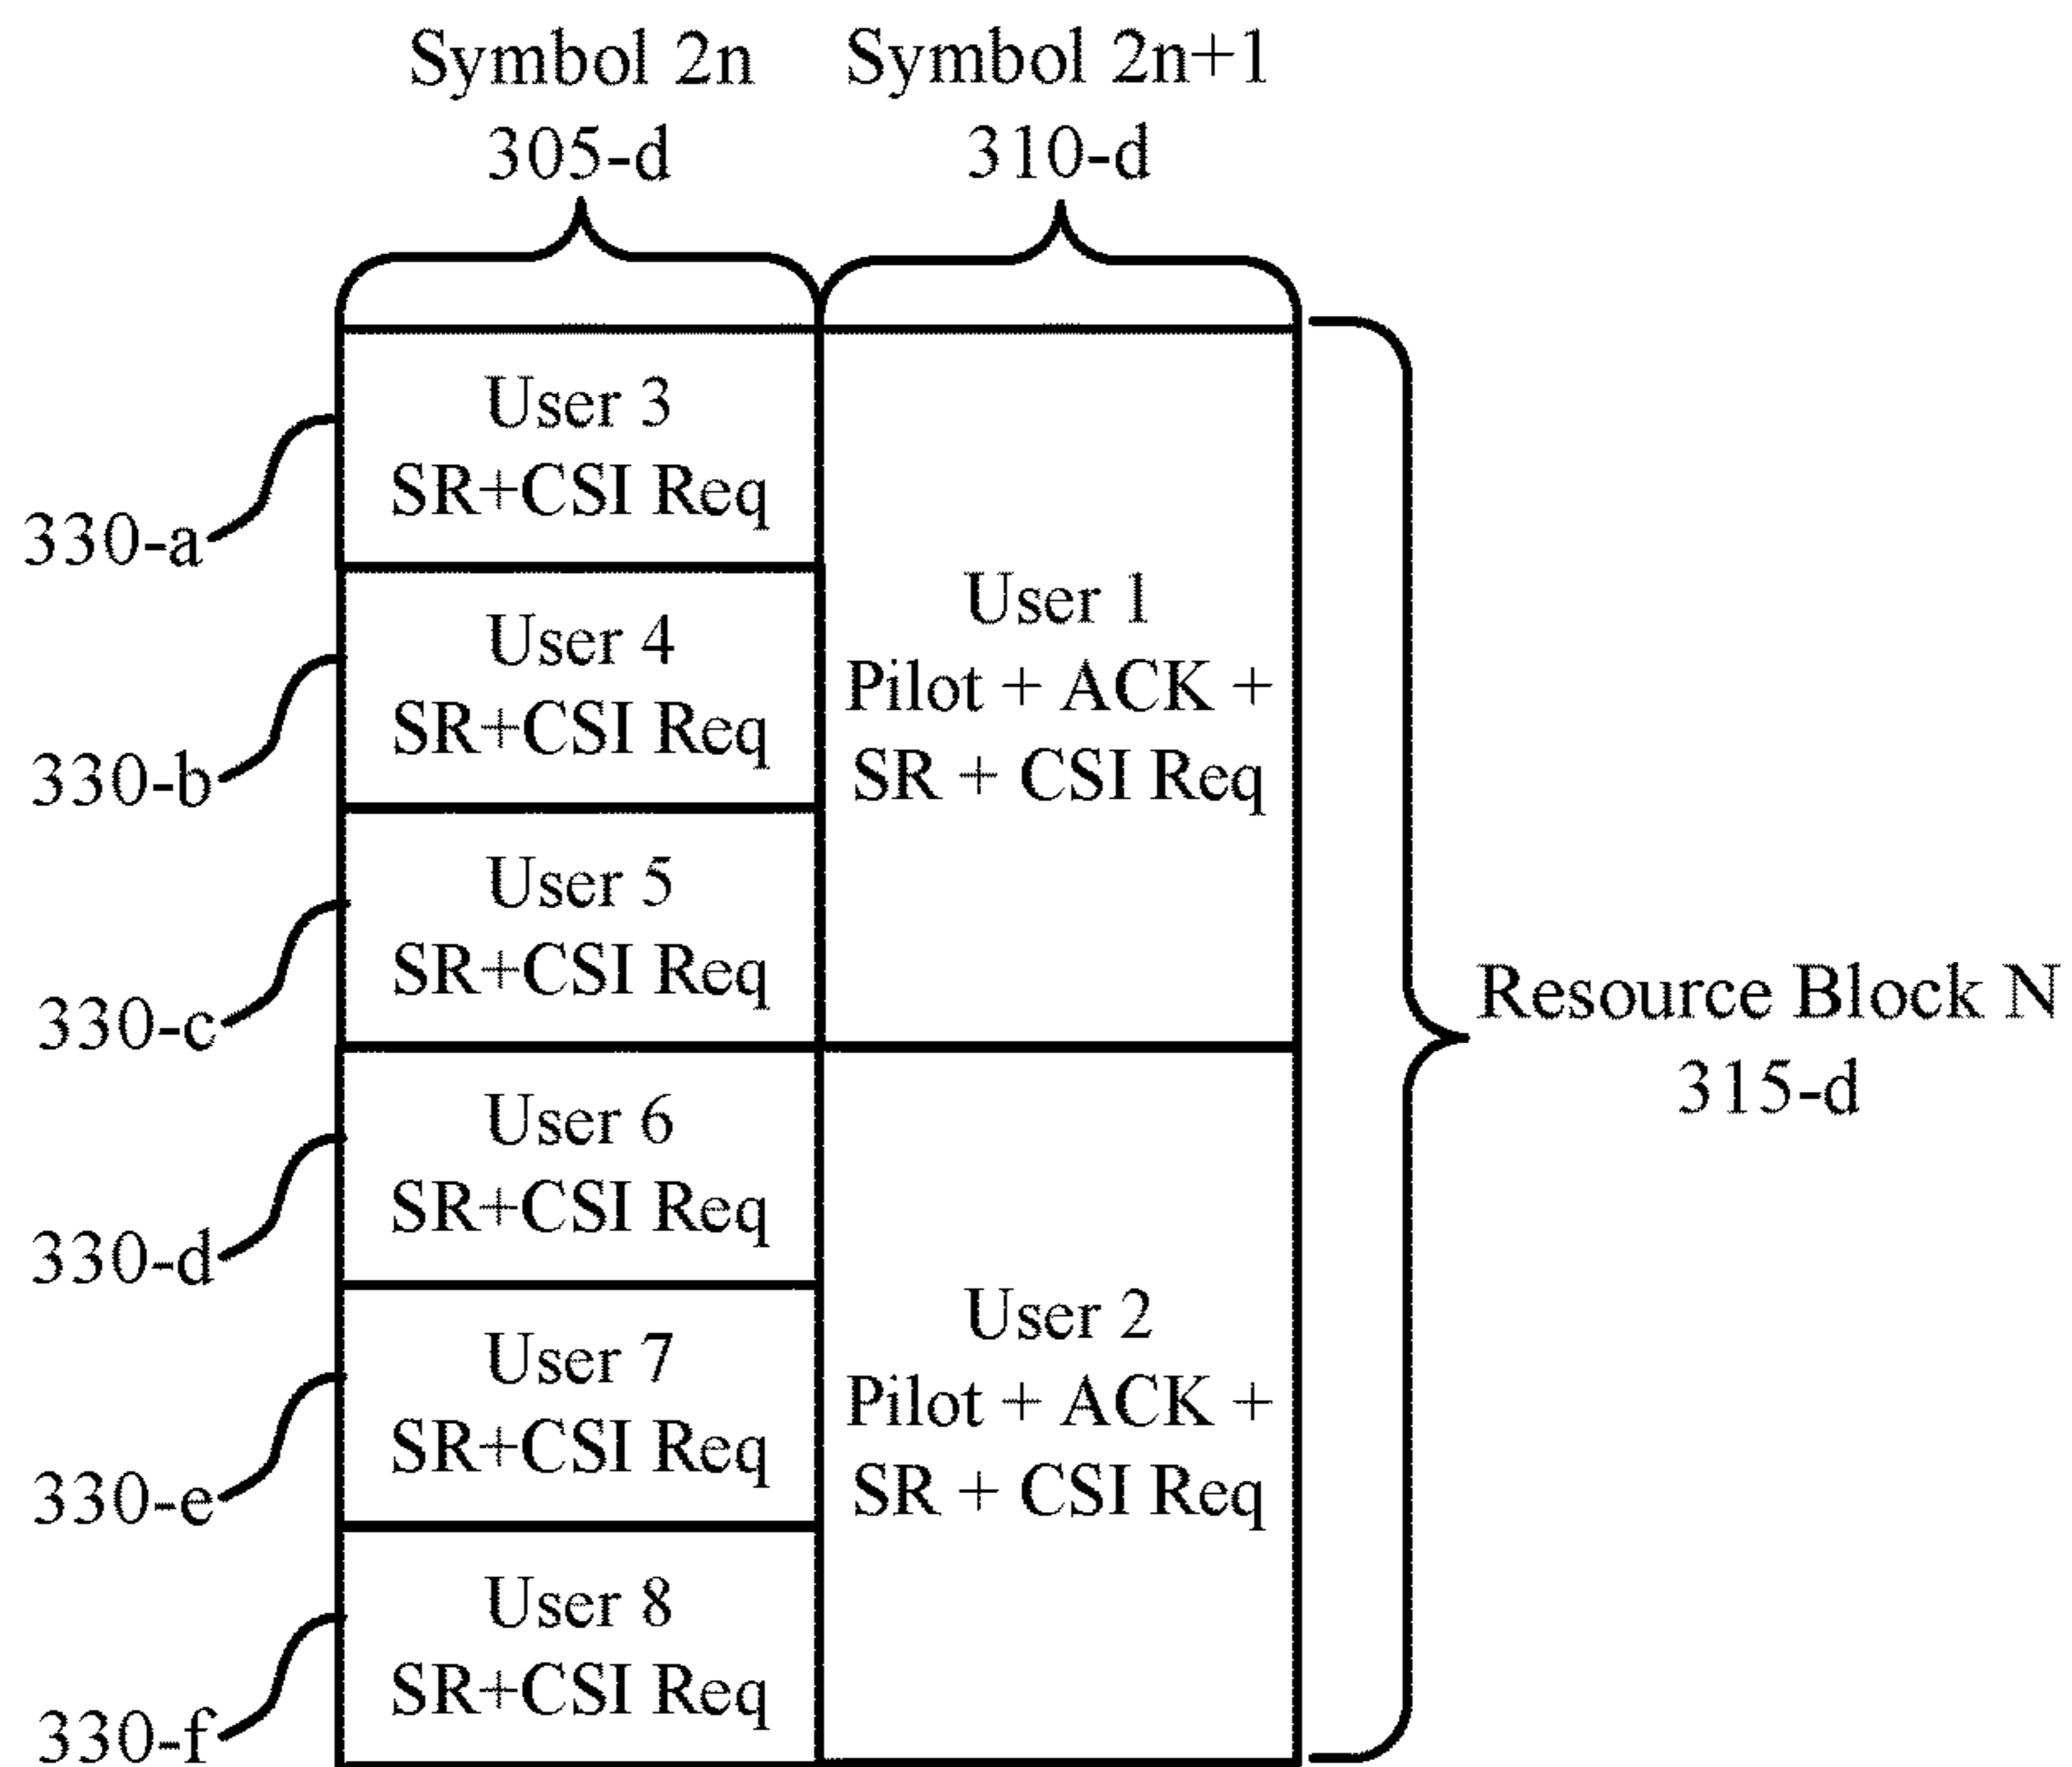 Symbol 2n
305-d
Symbol 2n+1
310-d
User 3
SR+CSI Req
330-a
User 4
SR+CSI Req
330-b
User 5
SR+CSI Req
330-c
User 6
SR+CSI Req
330-d
User 7
SR+CSI Req
330-e
User 8
SR+CSI Req
330-f
User 1
Pilot + ACK +
SR + CSI Req
User 2
Pilot + ACK +
SR + CSI Req
Resource Block N
315-d